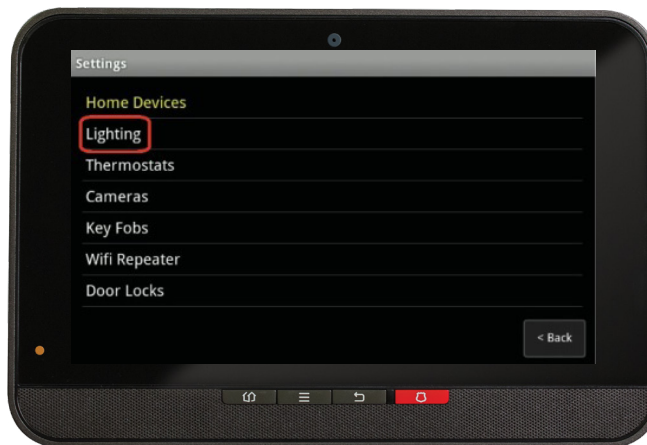 Settings
Home Devices
Lighting
Thermostats
Cameras
Key Fobs
Wifi Repeater
Door Locks
< Back